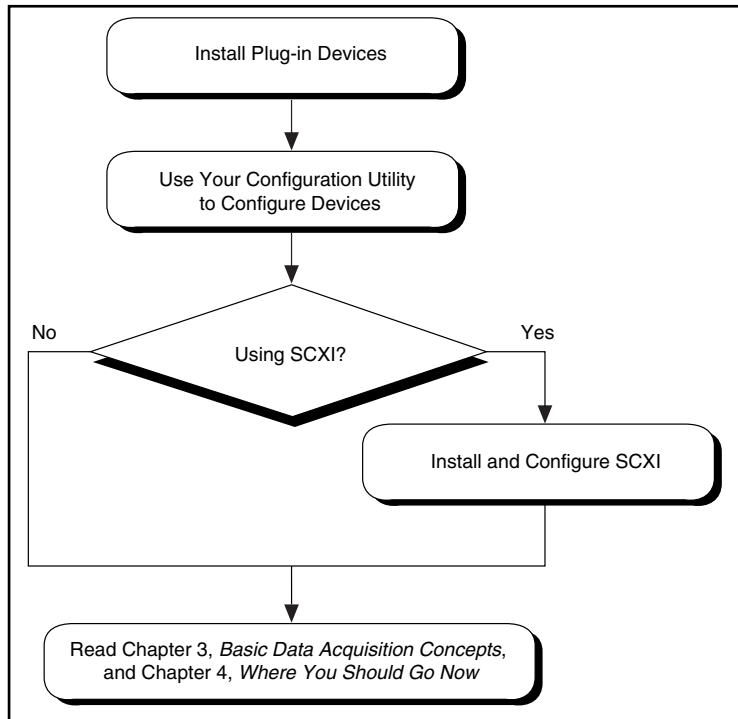 Install Plug-in Devices
Use Your Configuration Utility
to Configure Devices
No
Yes
Using SCXI?
Install and Configure SCXI
Read Chapter 3, Basic Data Acquisition Concepts,
and Chapter 4, Where You Should Go Now